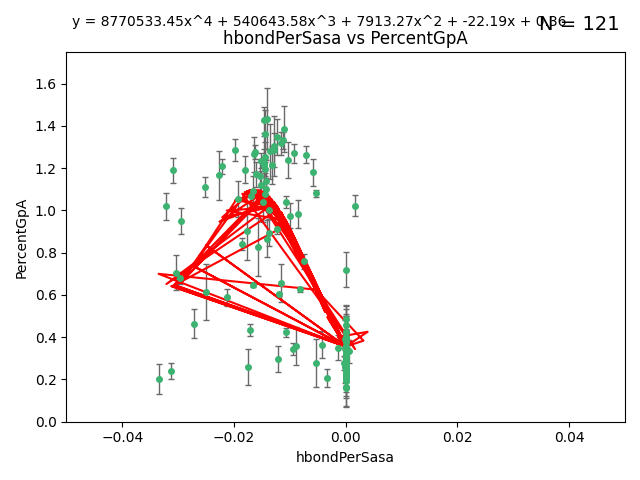 y = 8770533.45x^4 + 540643.58x^3 + 7913.27x^2 + -22.19x + 0.36
N = 121
hbondPerSasa vs PercentGpA
PercentGpA
1.6
1.4
1.2
1.0
0.8
0.6
0.4
0.2
0.0
−0.04 −0.02 0.00 0.02 0.04
hbondPerSasa